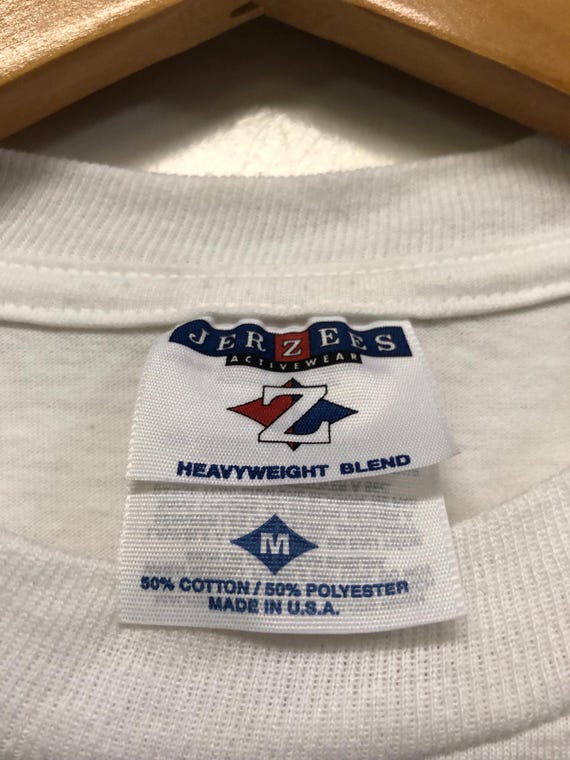 JERZEES
ACTIVEWEAR
Z
HEAVYWEIGHT BLEND
M
50% COTTON / 50% POLYESTER
MADE IN U.S.A.